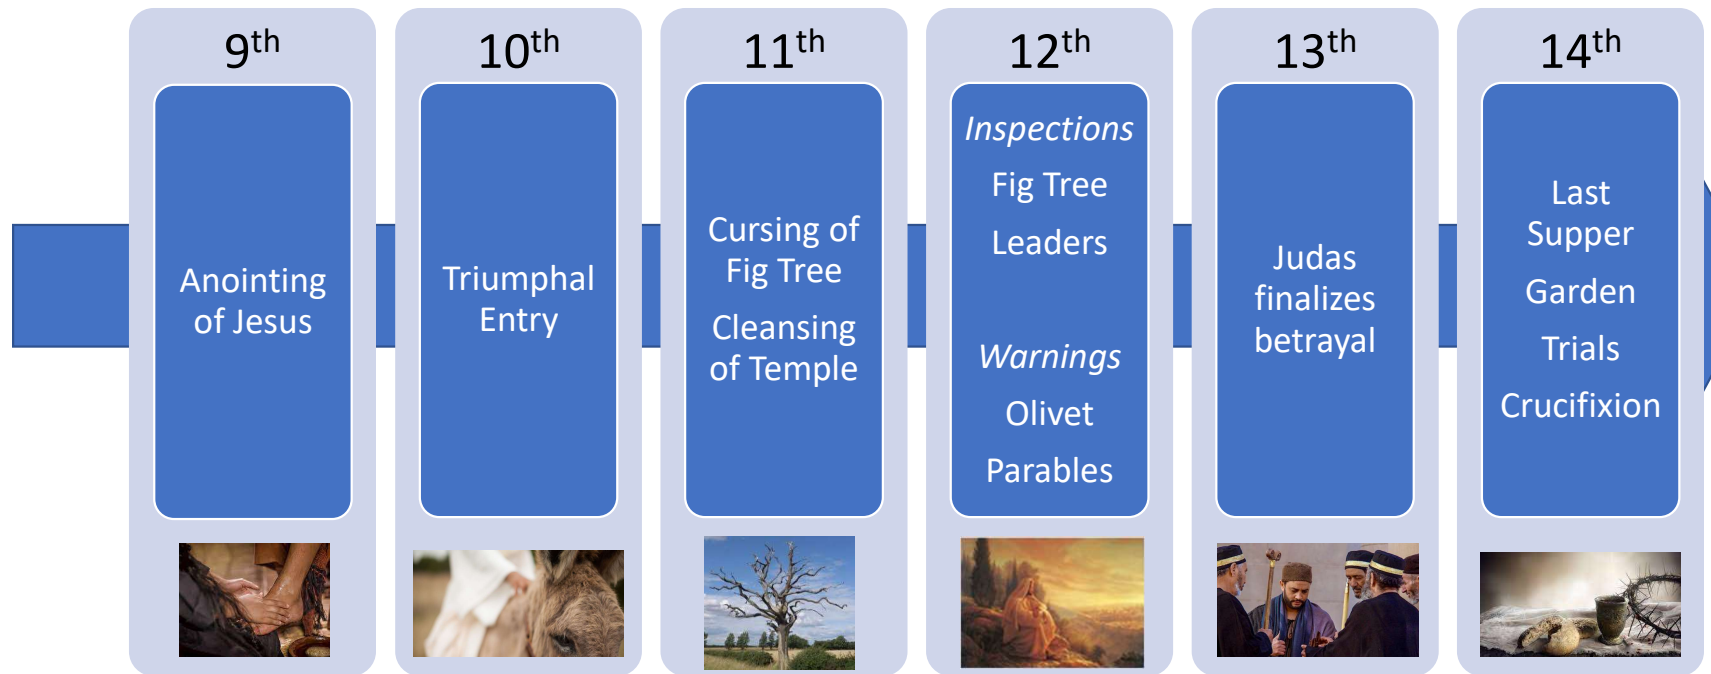 9th
Anointing
of Jesus
10th
Triumphal
Entry
11th
Cursing of
Fig Tree
Cleansing
of Temple
12th
Inspections
Fig Tree
Leaders
Warnings
Olivet
Parables
13th
Judas
finalizes
betrayal
14th
Last
Supper
Garden
Trials
Crucifixion